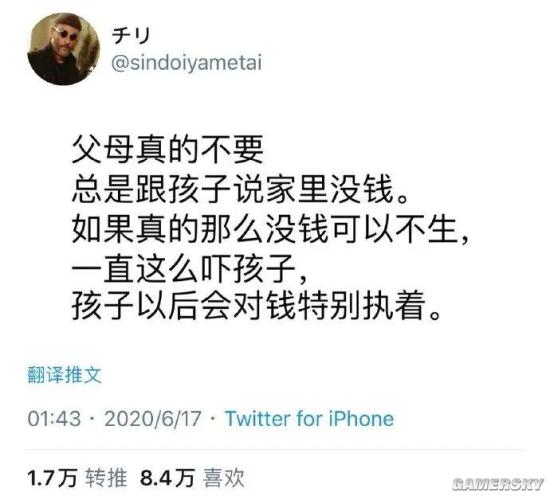 チリ
@sindoiyametai
父母真的不要
总是跟孩子说家里没钱。
如果真的那么没钱可以不生，
一直这么吓孩子，
孩子以后会对钱特别执着。
翻译推文
01:43 · 2020/6/17 · Twitter for iPhone
1.7万 转推 8.4万 喜欢
GAMERSKY